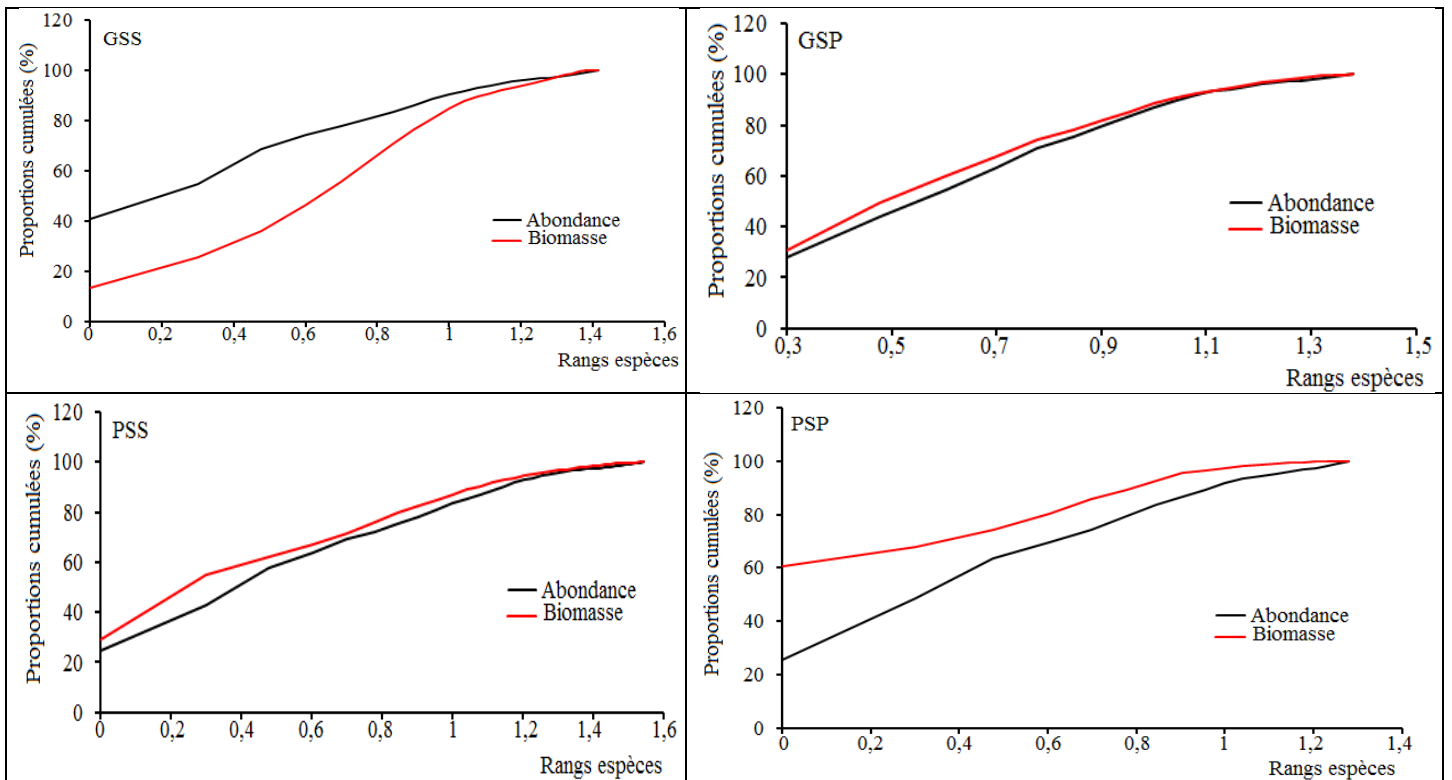 GSS
Proportions cumulées (%)
120
100
80
60
40
20
0
0 0,2 0,4 0,6 0,8 1 1,2 1,4 1,6
Rangs espèces
Abondance
Biomasse
GSP
Proportions cumulées (%)
120
100
80
60
40
20
0
0,3 0,5 0,7 0,9 1,1 1,3 1,5
Rangs espèces
Abondance
Biomasse
PSS
Proportions cumulées (%)
120
100
80
60
40
20
0
0 0,2 0,4 0,6 0,8 1 1,2 1,4 1,6
Rangs espèces
Abondance
Biomasse
PSP
Proportions cumulées (%)
120
100
80
60
40
20
0
0 0,2 0,4 0,6 0,8 1 1,2 1,4
Rangs espèces
Abondance
Biomasse